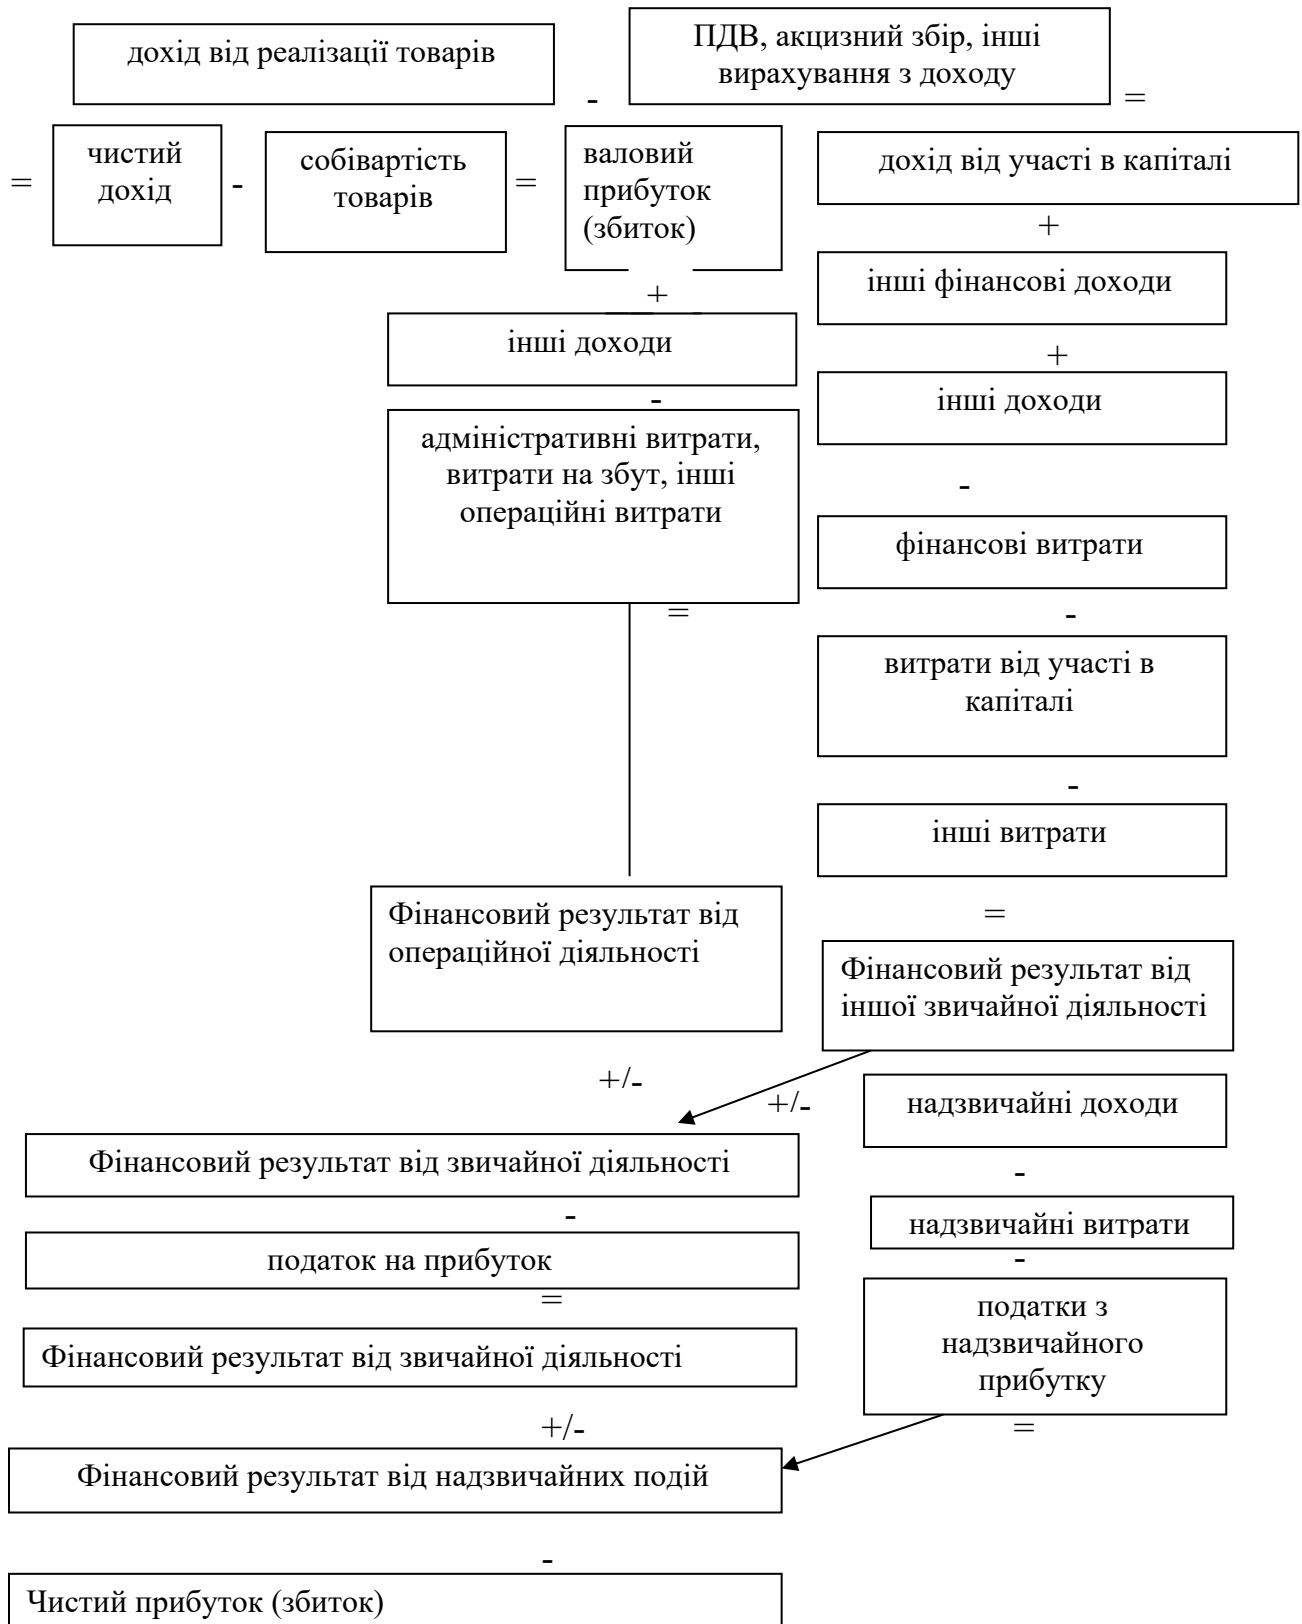 дохід від реалізації товарів
-
ПДВ, акцизний збір, інші
вирахування з доходу
=
=
чистий
дохід
-
собівартість
товарів
=
валовий
прибуток
(збиток)
+
інші доходи
-
адміністративні витрати,
витрати на збут, інші
операційні витрати
=
Фінансовий результат від
операційної діяльності
дохід від участі в капіталі
+
інші фінансові доходи
+
інші доходи
-
фінансові витрати
-
витрати від участі в
капіталі
-
інші витрати
=
Фінансовий результат від
іншої звичайної діяльності
+/-
+/-
Фінансовий результат від звичайної діяльності
-
податок на прибуток
=
Фінансовий результат від звичайної діяльності
+/-
надзвичайні доходи
-
надзвичайні витрати
-
податки з
надзвичайного
прибутку
=
Фінансовий результат від надзвичайних подій
-
Чистий прибуток (збиток)